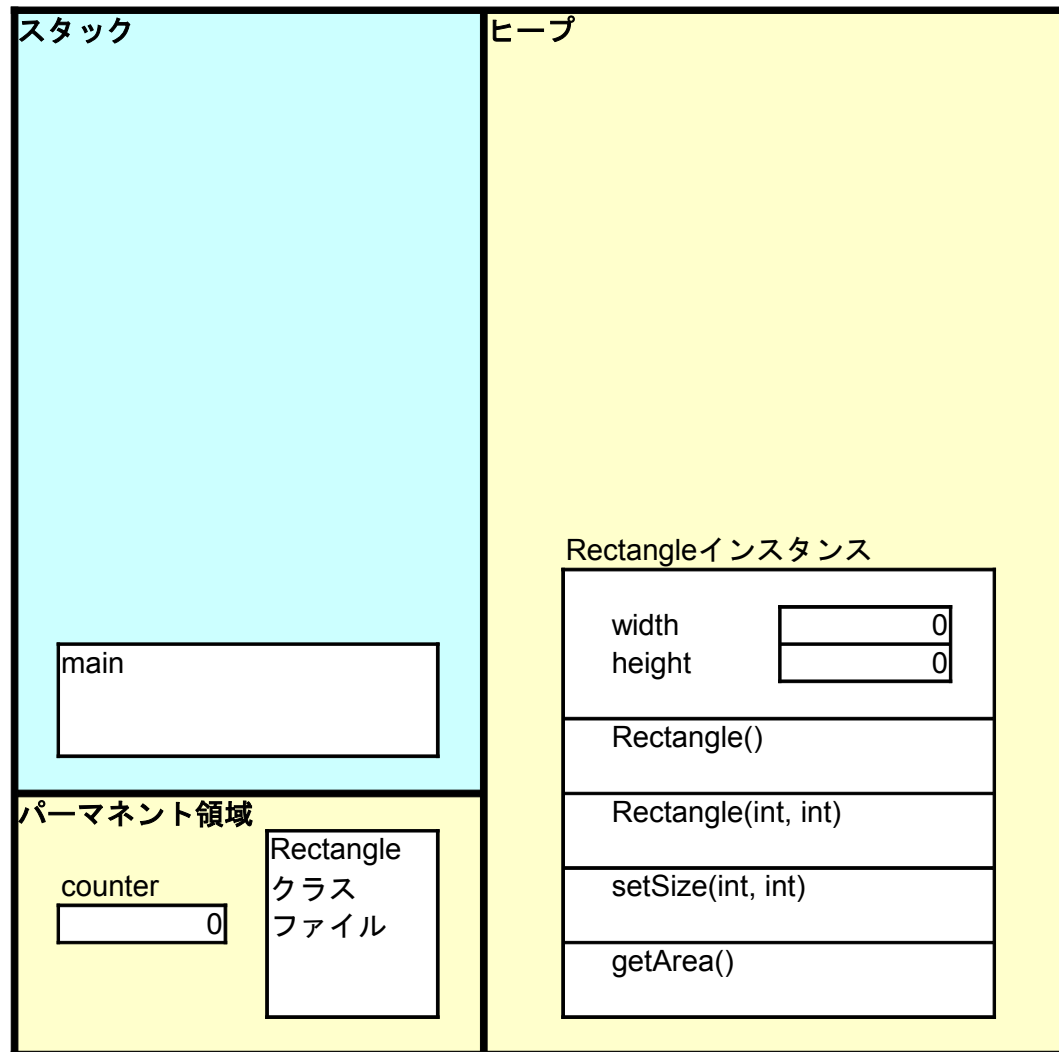 スタック
main
パーマネント領域
counter
0
Rectangle
クラス
ファイル
ヒープ
Rectangleインスタンス
width 0
height 0
Rectangle()
Rectangle(int, int)
setSize(int, int)
getArea()